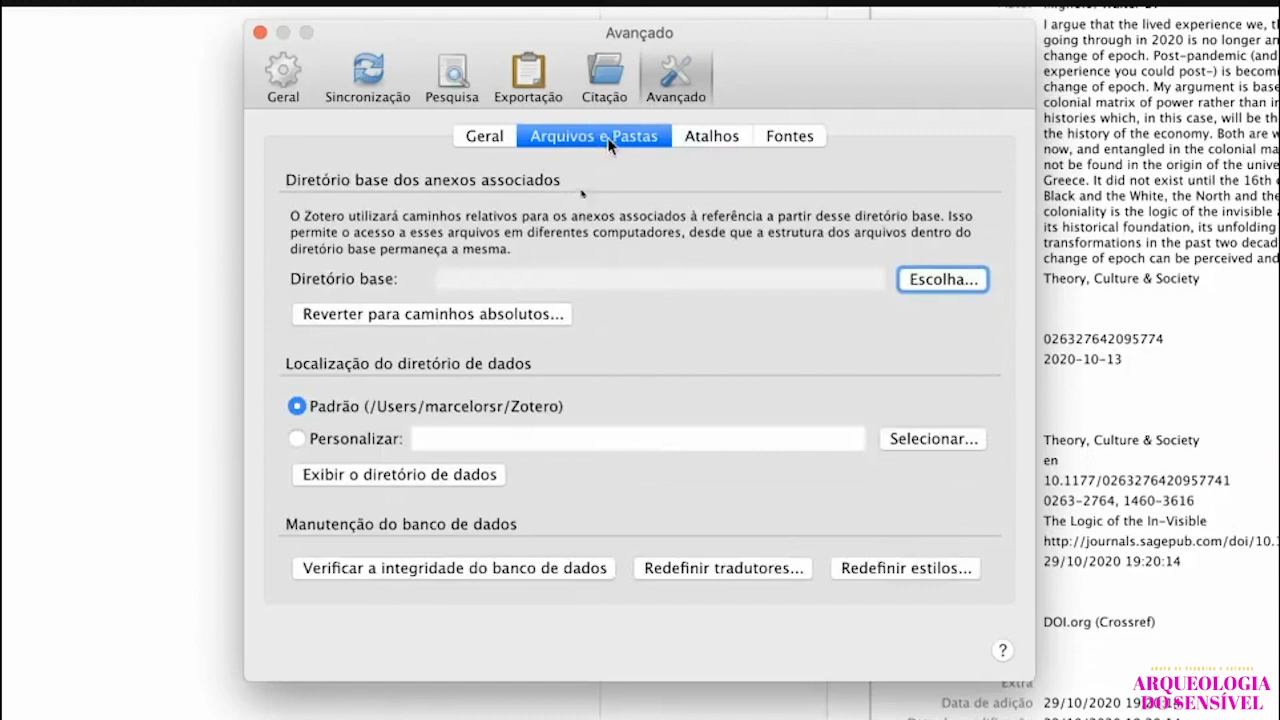 Avançado
Geral
Sincronização
Pesquisa
Exportação
Citação
Avançado
Geral
Arquivos e Pastas
Atalhos
Fontes
Diretório base dos anexos associados
O Zotero utilizará caminhos relativos para os anexos associados à referência a partir desse diretório base. Isso
permite o acesso a esses arquivos em diferentes computadores, desde que a estrutura dos arquivos dentro do
diretório base permaneça a mesma.
Diretório base:
Escolha...
Reverter para caminhos absolutos...
Localização do diretório de dados
Padrão (/Users/marcelorsr/Zotero)
Personalizar:
Selecionar...
Exibir o diretório de dados
Manutenção do banco de dados
Verificar a integridade do banco de dados
Redefinir tradutores...
Redefinir estilos...
?
I argue that the lived experience we, t
going through in 2020 is no longer an
change of epoch. Post-pandemic (and
experience you could post-) is becomi
change of epoch. My argument is base
colonial matrix of power rather than in
histories which, in this case, will be th
the history of the economy. Both are w
now, and entangled in the colonial ma
not be found in the origin of the unive
Greece. It did not exist until the 16th
Black and the White, the North and the
coloniality is the logic of the invisible
its historical foundation, its unfolding
transformations in the past two decad
change of epoch can be perceived and
Theory, Culture & Society
026327642095774
2020-10-13
Theory, Culture & Society
en
10.1177/0263276420957741
0263-2764, 1460-3616
The Logic of the In-Visible
http://journals.sagepub.com/doi/10.1
29/10/2020 19:20:14
DOI.org (Crossref)
Extra
Data de adição
29/10/2020 19:20:14
ARQUEOLOGIA
DO SENSÍVEL